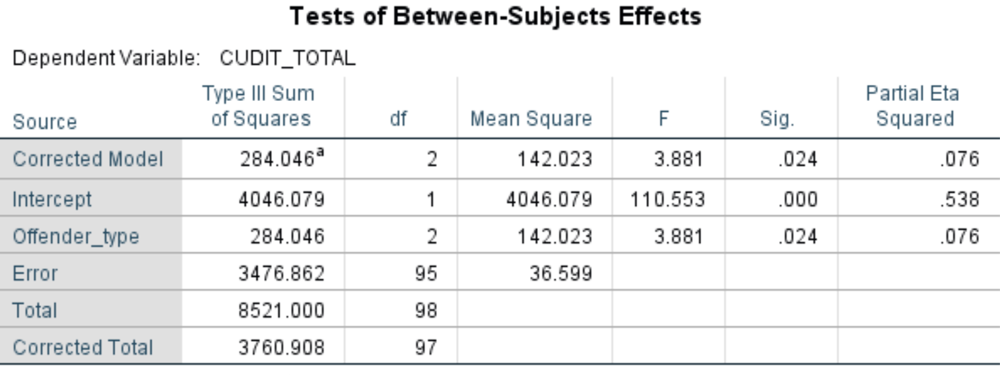 Tests of Between-Subjects Effects
Dependent Variable: CUDIT_TOTAL
Source Type III Sum of Squares df Mean Square F Sig. Partial Eta Squared
Corrected Model 284.046a 2 142.023 3.881 .024 .076
Intercept 4046.079 1 4046.079 110.553 .000 .538
Offender_type 284.046 2 142.023 3.881 .024 .076
Error 3476.862 95 36.599
Total 8521.000 98
Corrected Total 3760.908 97